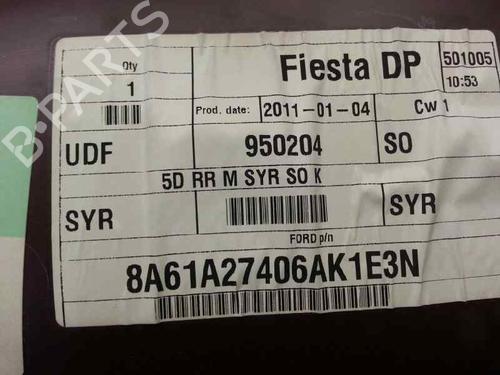 Qty
1
Fiesta DP
501005
10:53
Prod. date:
2011-01-04
Cw 1
UDF
950204
SO
5D RR M SYR SO K
SYR
SYR
FORD p/n
8A61A27406AK1E3N
B-PARTS